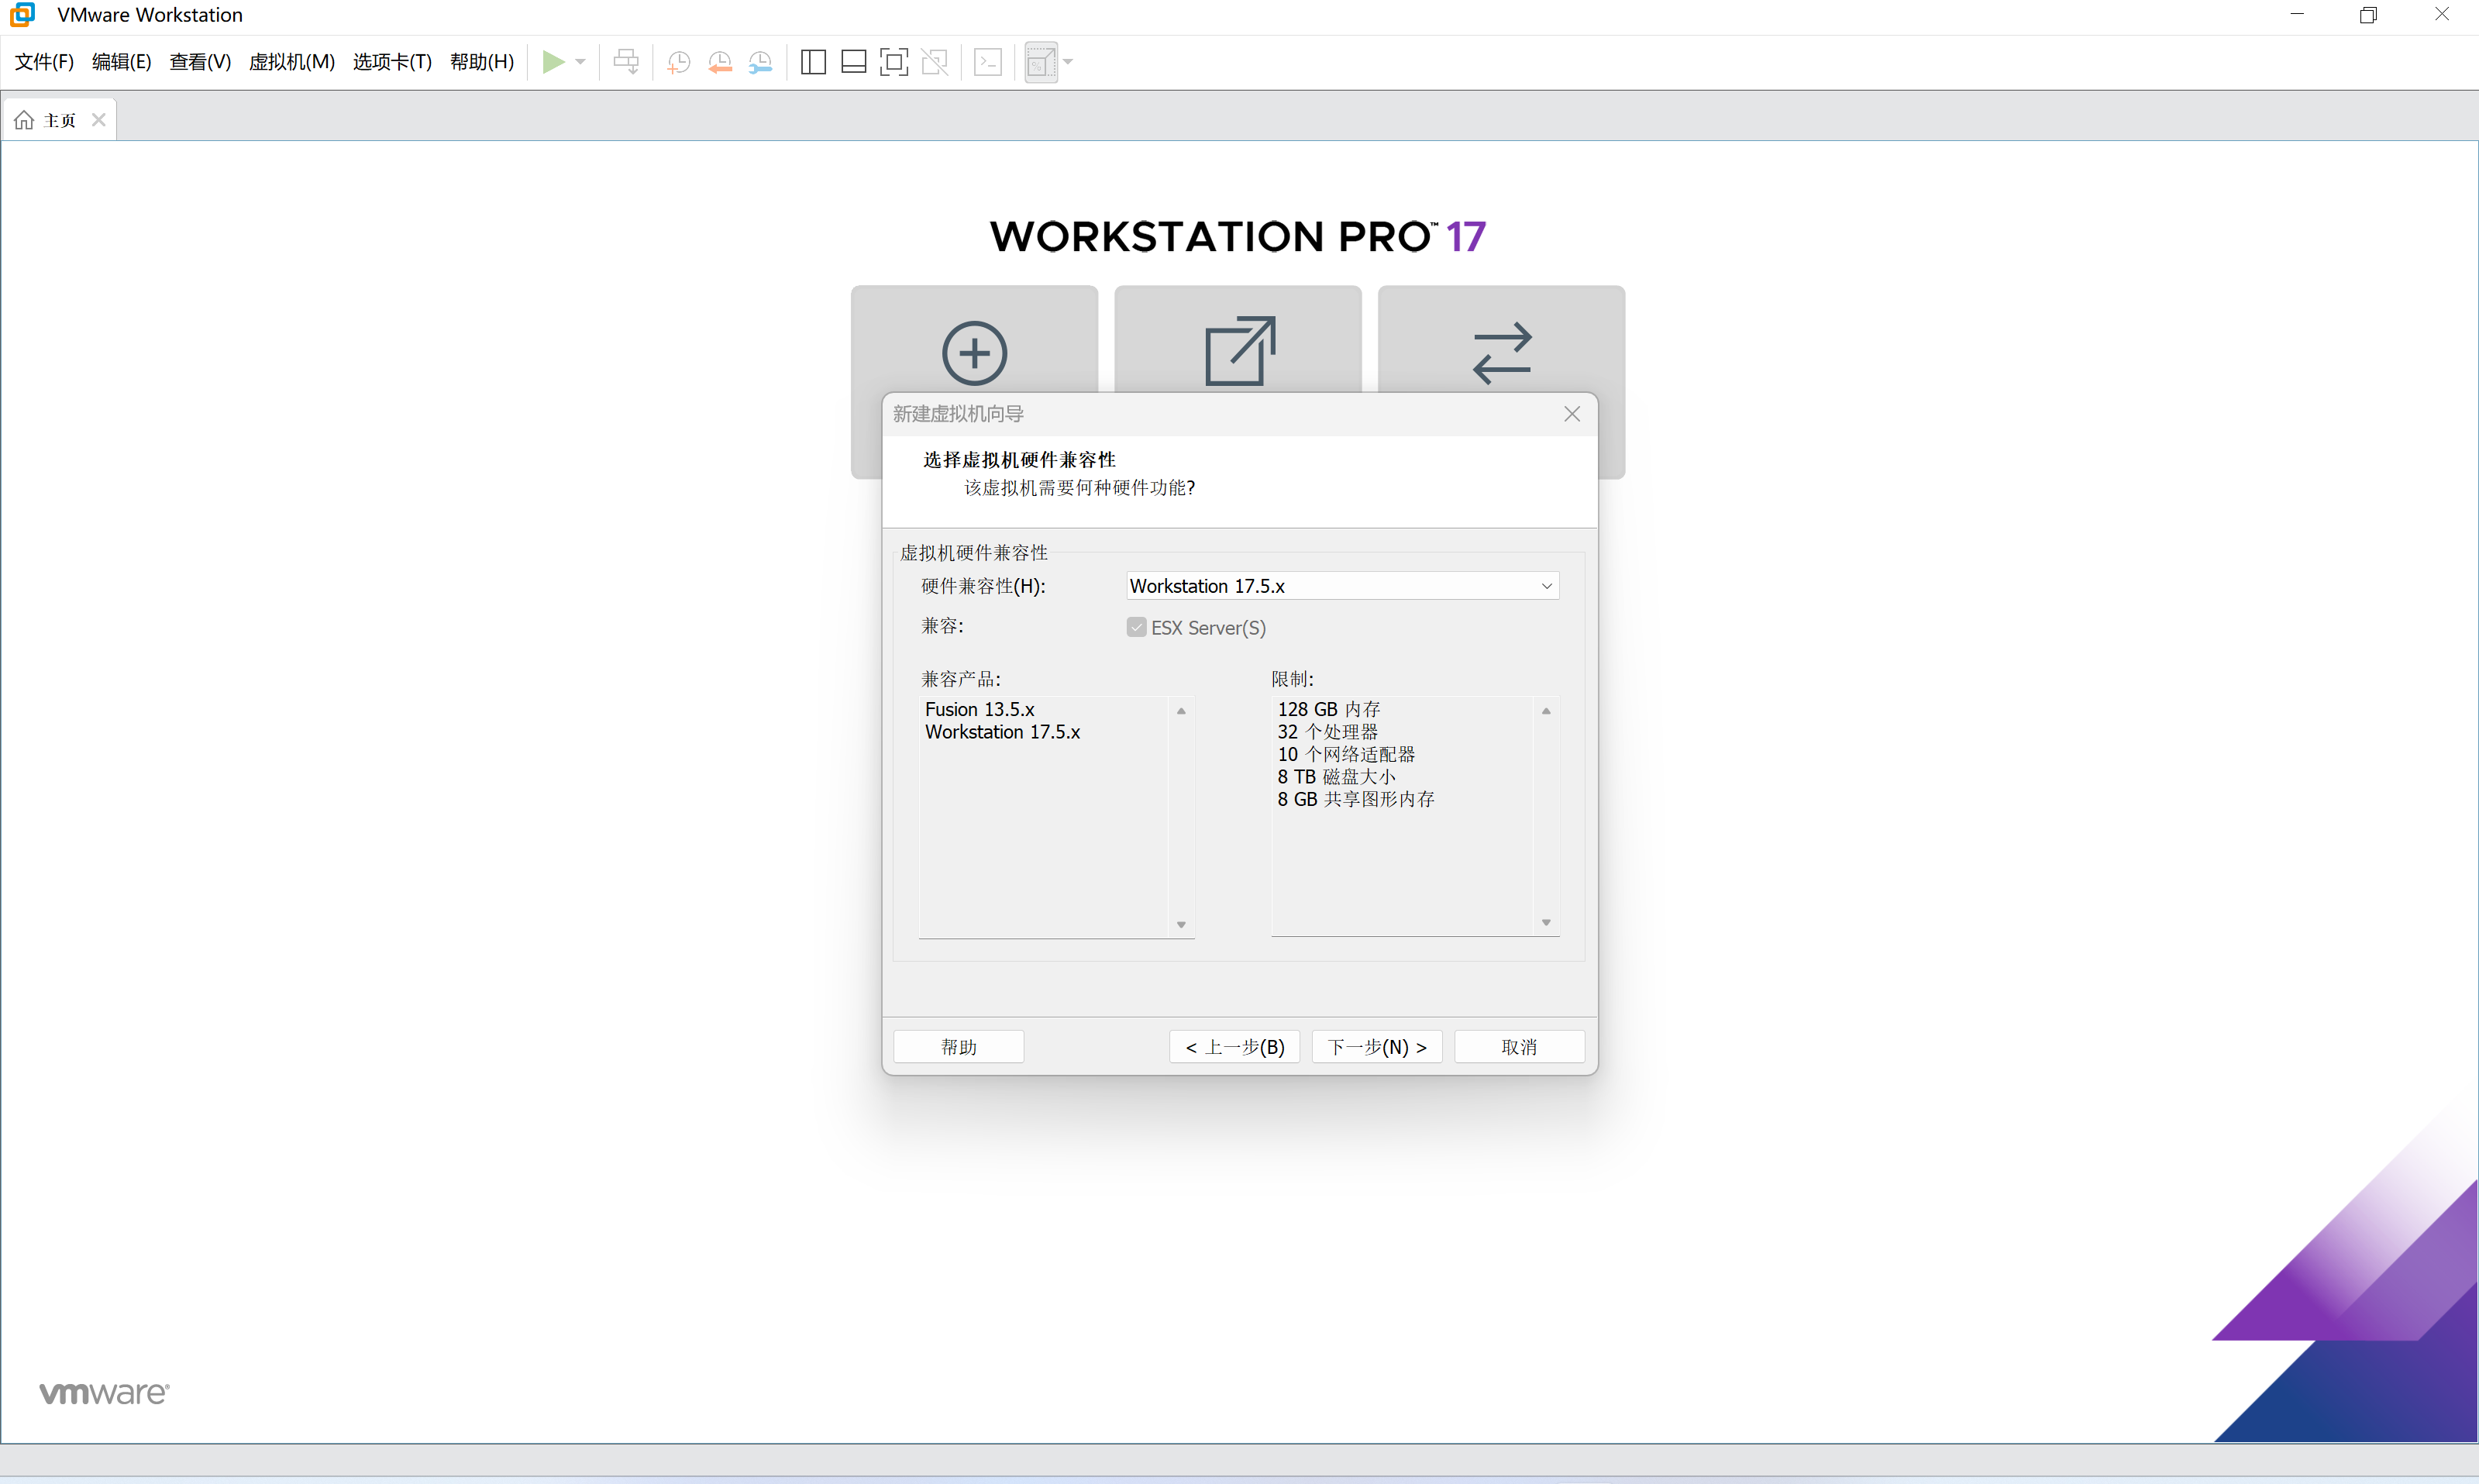 VMware Workstation
文件(F) 编辑(E) 查看(V) 虚拟机(M) 选项卡(T) 帮助(H)
主页
WORKSTATION PRO™ 17
新建虚拟机向导
选择虚拟机硬件兼容性
该虚拟机需要何种硬件功能?
虚拟机硬件兼容性
硬件兼容性(H): Workstation 17.5.x
兼容: ESX Server(S)
兼容产品:
Fusion 13.5.x
Workstation 17.5.x
限制:
128 GB 内存
32 个处理器
10 个网络适配器
8 TB 磁盘大小
8 GB 共享图形内存
帮助 < 上一步(B) 下一步(N) > 取消
vmware®